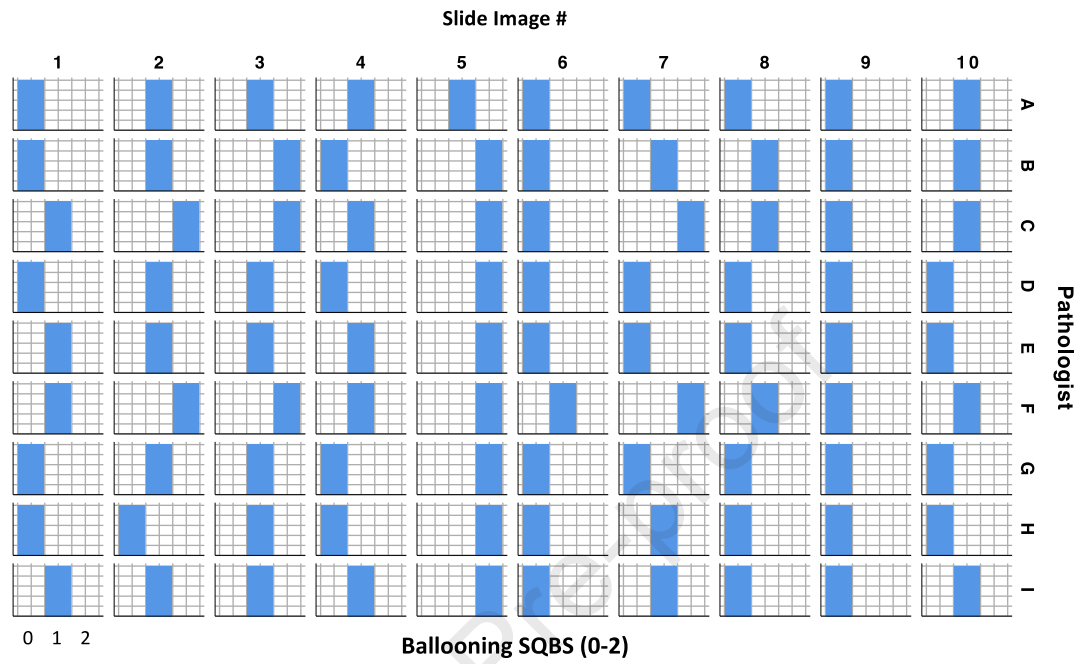 Slide Image #
1 2 3 4 5 6 7 8 9 10
A
B
C
D
E
F
G
H
I
Pathologist
0 1 2
Ballooning SQBS (0-2)
Pre-proof